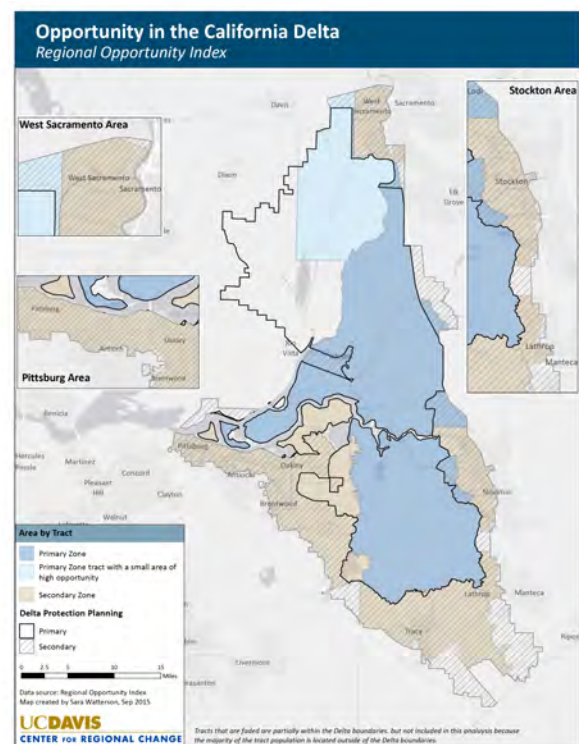 Opportunity in the California Delta
Regional Opportunity Index
West Sacramento Area
West Sacramento
Sacramento
Davis
West
Sacramento
Sacramento
Stockton Area
Lodi
Stockton
Lathrop
Manteca
Dixon
Elk
Grove
Pittsburg
Antioch
Oakley
Brentwood
Pittsburg Area
Vista
Benicia
Hercules
Martinez
Concord
Pleasant
Hill
Clayton
Walnut
Pittsburg
Antioch
Oakley
Brentwood
Stockton
Lathrop
Manteca
Tracy
Ripon
Livermore
Pleasanton
Area by Tract
Primary Zone
Primary Zone tract with a small area of
high opportunity
Secondary Zone
Delta Protection Planning
Primary
Secondary
0 2.5 5 10 15
Miles
Data source: Regional Opportunity Index
Map created by Sara Watterson, Sep 2015
UCDAVIS
CENTER FOR REGIONAL CHANGE
Tracts that are faded are partially within the Delta boundaries, but not included in this analysis because
the majority of the tract population is located outside of the Delta boundaries.